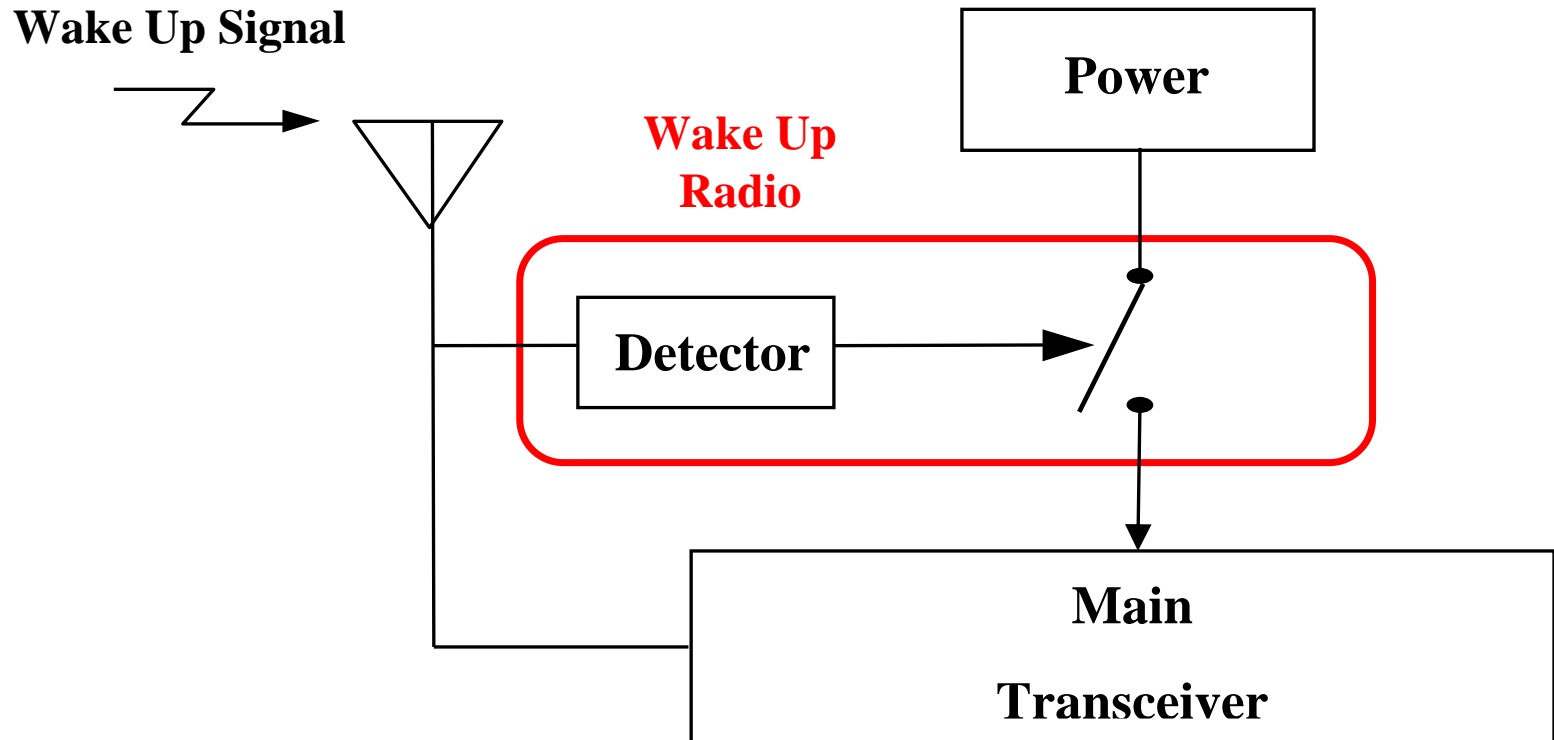 Wake Up Signal
Power
Wake Up
Radio
Detector
Main
Transceiver